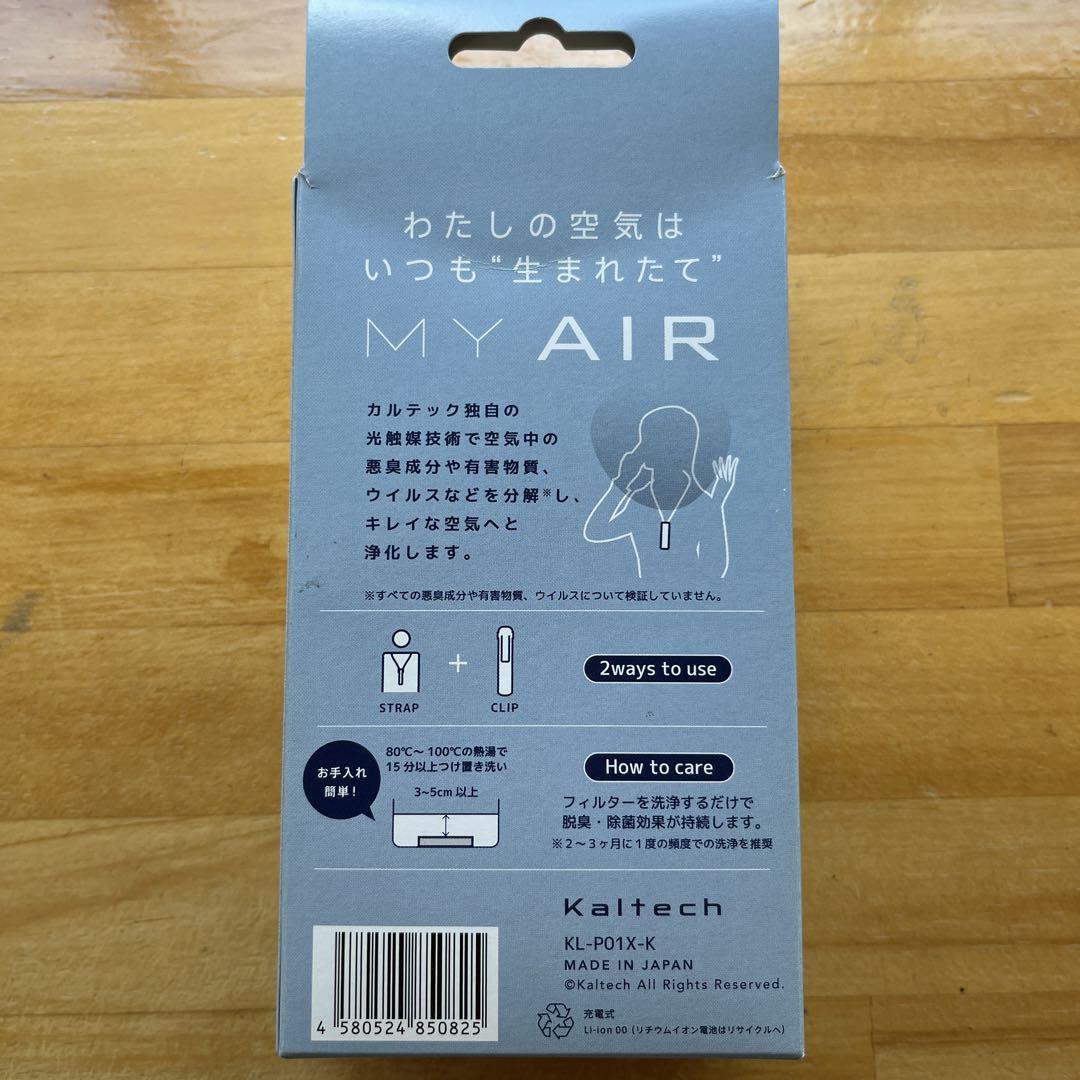 わたしの空気は
いつも“生まれたて”
MY AIR
カルテック独自の
光触媒技術で空気中の
悪臭成分や有害物質、
ウイルスなどを分解※し、
キレイな空気へと
浄化します。
※すべての悪臭成分や有害物質、ウイルスについて検証していません。
STRAP
+
CLIP
2ways to use
お手入れ
簡単！
80℃～100℃の熱湯で
15分以上つけ置き洗い
3~5cm 以上
How to care
フィルターを洗浄するだけで
脱臭・除菌効果が持続します。
※2～3ヶ月に1度の頻度での洗浄を推奨
Kaltech
KL-P01X-K
MADE IN JAPAN
©Kaltech All Rights Reserved.
4 580524 850825
充電式
Li-ion 00（リチウムイオン電池はリサイクルへ）